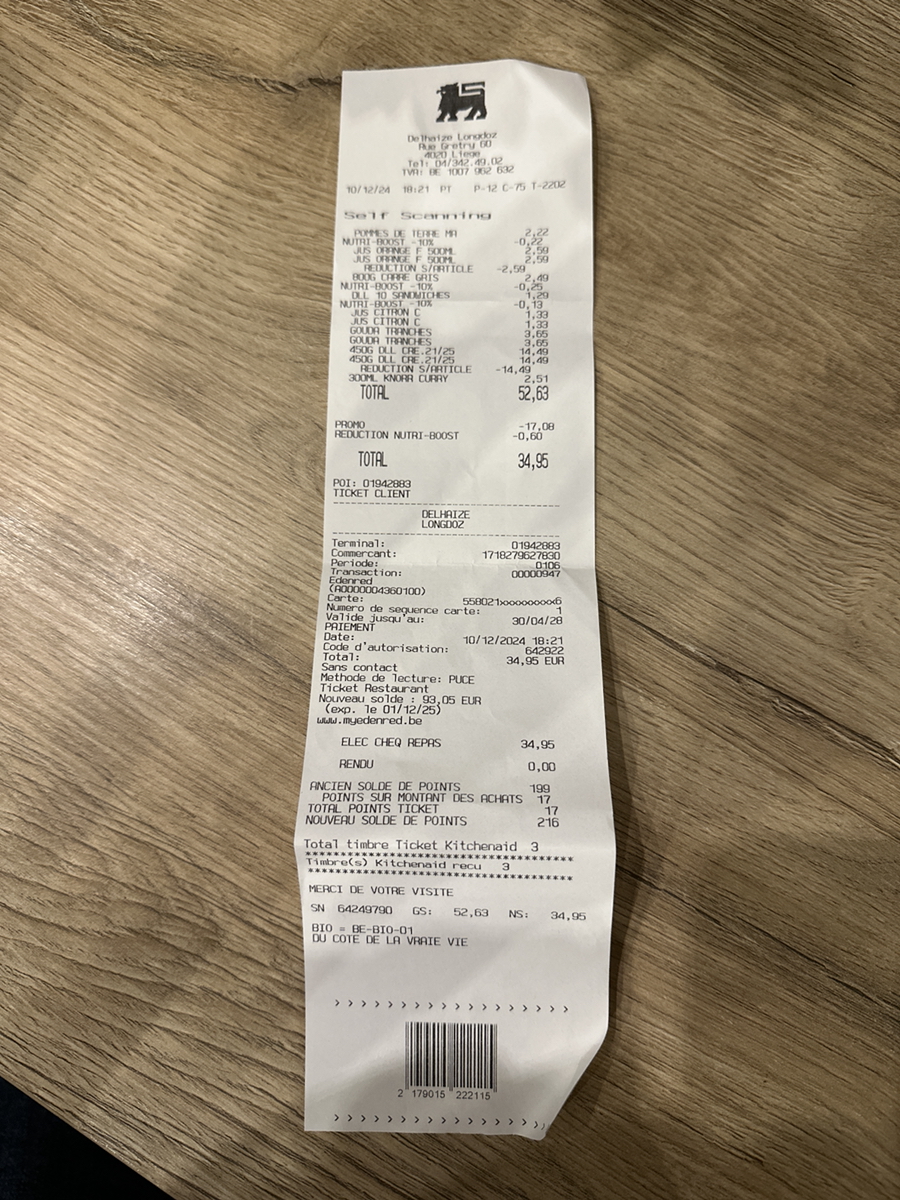 Delhaize Longdoz
Rue Gretry 60
4020 Liege
Tel: 04/342.49.02
TVA: BE 1007 962 632
10/12/24 18:21 PT P-12 C-75 T-2202
Self Scanning
POMMES DE TERRE MA 2,22
NUTRI-BOOST -10% -0,22
JUS ORANGE F 500ML 2,59
JUS ORANGE F 500ML 2,59
REDUCTION S/ARTICLE -2,59
800G CARRE GRIS 2,49
NUTRI-BOOST -10% -0,25
DLL 10 SANDWICHES 1,29
NUTRI-BOOST -10% -0,13
JUS CITRON C 1,33
JUS CITRON C 1,33
GOUDA TRANCHES 3,65
GOUDA TRANCHES 3,65
450G DLL CRE.21/25 14,49
450G DLL CRE.21/25 14,49
REDUCTION S/ARTICLE -14,49
300ML KNORR CURRY 2,51
TOTAL 52,63
PROMO -17,08
REDUCTION NUTRI-BOOST -0,60
TOTAL 34,95
POI: 01942883
TICKET CLIENT
DELHAIZE
LONGDOZ
Terminal: 01942883
Commercant: 1718279627830
Periode: 0106
Transaction: 00000947
Edenred
(A0000004360100)
Carte: 558021xxxxxxxxx6
Numero de sequence carte: 1
Valide jusqu'au: 30/04/28
PAIEMENT
Date: 10/12/2024 18:21
Code d'autorisation: 642922
Total: 34,95 EUR
Sans contact
Methode de lecture: PUCE
Ticket Restaurant
Nouveau solde : 93,05 EUR
(exp. le 01/12/25)
www.myedenred.be
ELEC CHEQ REPAS 34,95
RENDU 0,00
ANCIEN SOLDE DE POINTS 199
POINTS SUR MONTANT DES ACHATS 17
TOTAL POINTS TICKET 17
NOUVEAU SOLDE DE POINTS 216
Total timbre Ticket Kitchenaid 3
****************************************
Timbre(s) Kitchenaid recu 3
****************************************
MERCI DE VOTRE VISITE
SN 64249790 GS: 52,63 NS: 34,95
BIO = BE-BIO-01
DU COTE DE LA VRAIE VIE
2 179015 222115